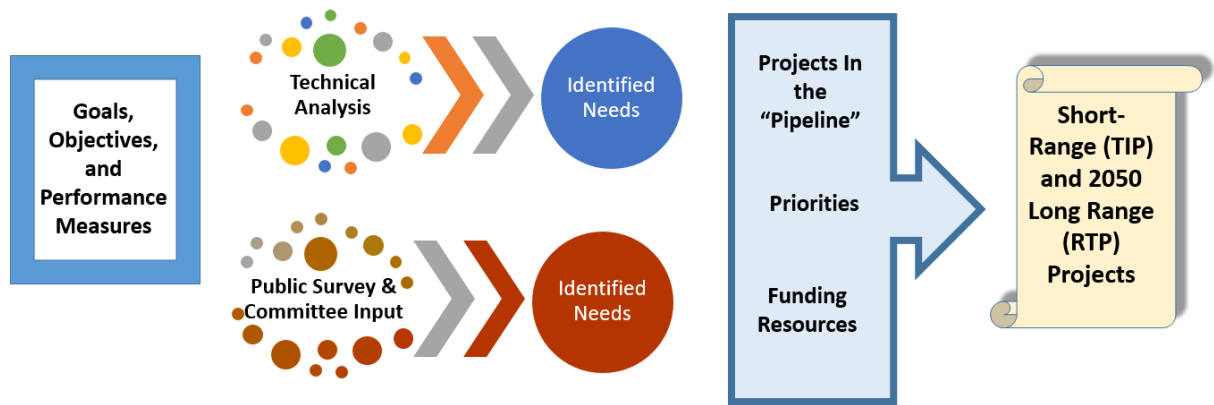 Goals,
Objectives,
and
Performance
Measures
Technical
Analysis
Identified
Needs
Public Survey &
Committee Input
Identified
Needs
Projects In
the
“Pipeline”
Priorities
Funding
Resources
Short-
Range (TIP)
and 2050
Long Range
(RTP)
Projects